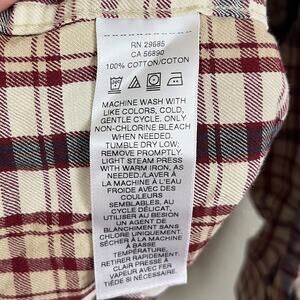 RN 29685
CA 56890
100% COTTON/COTON
MACHINE WASH WITH
LIKE COLORS, COLD,
GENTLE CYCLE. ONLY
NON-CHLORINE BLEACH
WHEN NEEDED.
TUMBLE DRY LOW;
REMOVE PROMPTLY.
LIGHT STEAM PRESS
WITH WARM IRON, AS
NEEDED./LAVER À
LA MACHINE À L'EAU
FROIDE AVEC DES
COULEURS
SEMBLABLES, AU
CYCLE DÉLICAT,
UTILISER AU BESOIN
UN AGENT DE
BLANCHIMENT SANS
CHLORE UNIQUEMENT.
SÉCHER À LA MACHINE À
BASSE TEMPÉRATURE,
RETIRER RAPIDEMENT.
CLAIR PRESSER À
VAPEUR AVEC FER
TIÈDE SI NÉCESSAIRE.